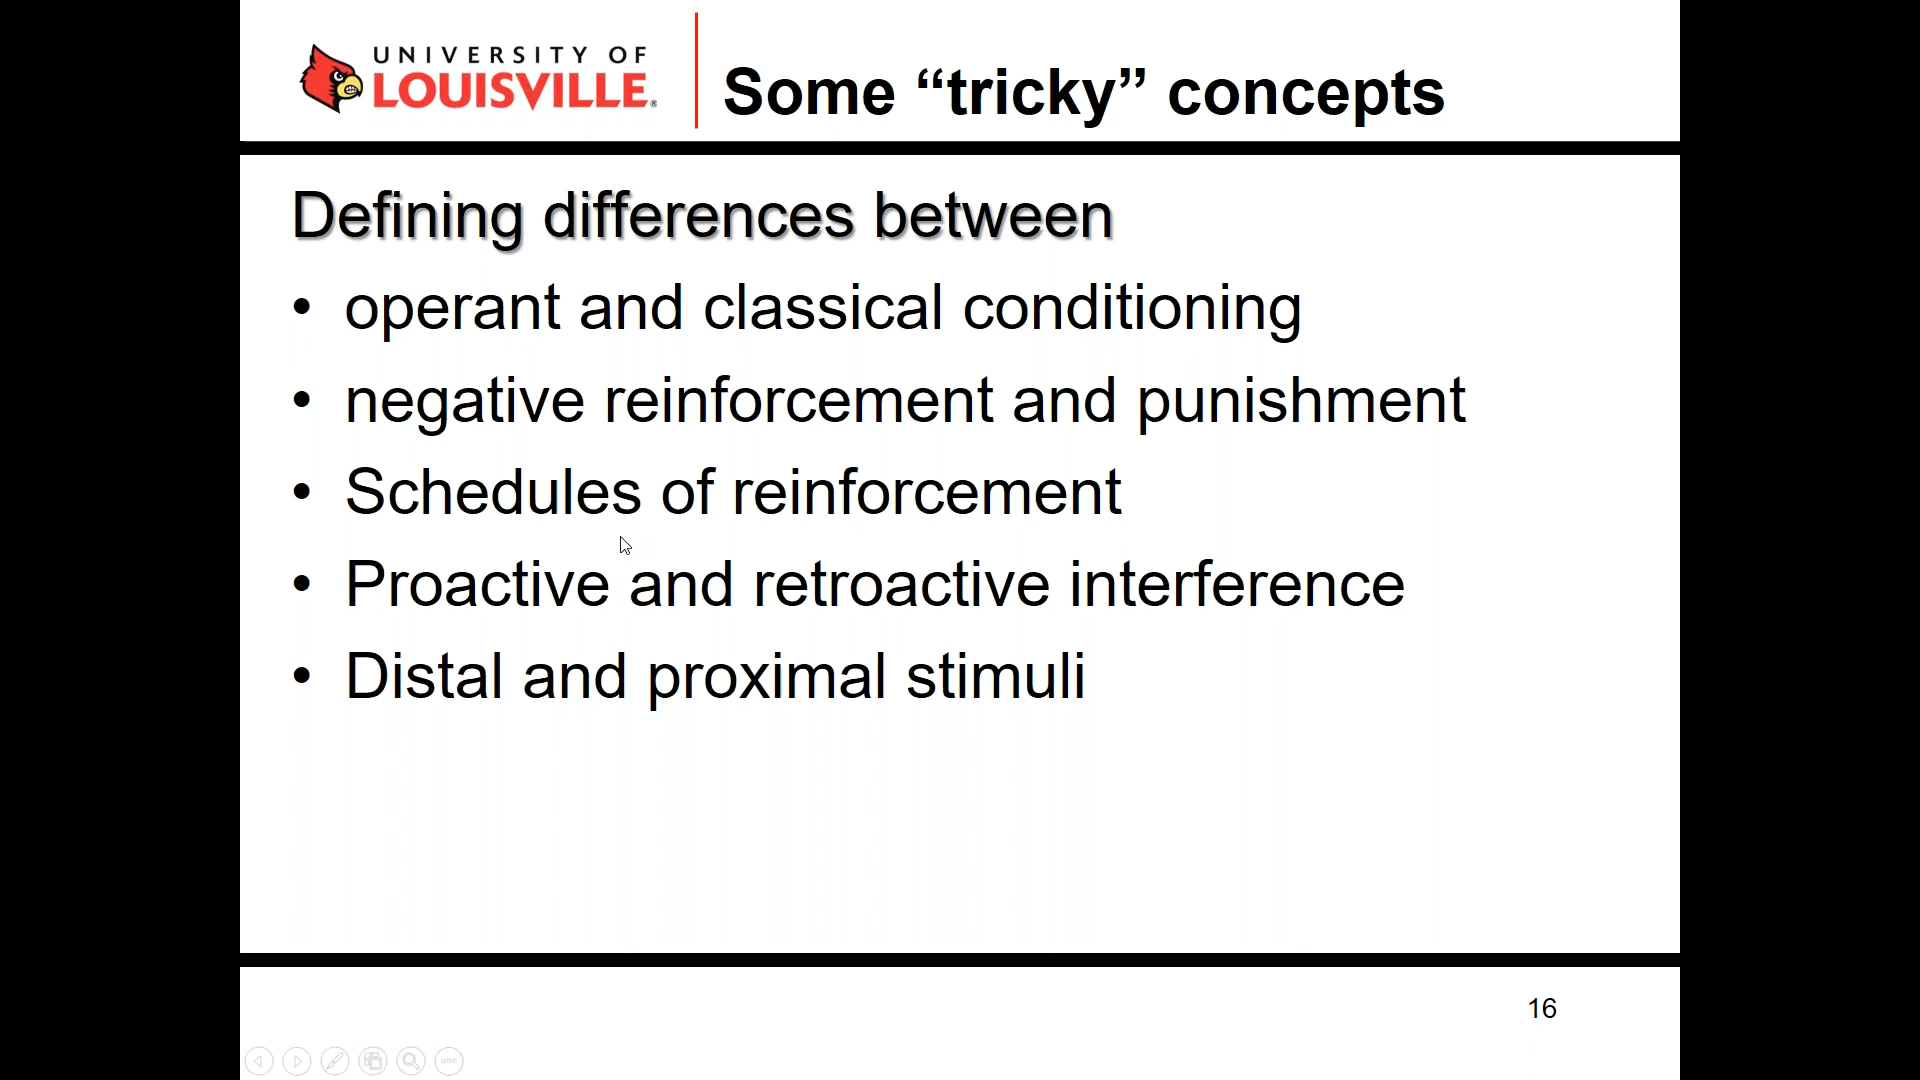 UNIVERSITY OF
LOUISVILLE®
Some “tricky” concepts
Defining differences between
• operant and classical conditioning
• negative reinforcement and punishment
• Schedules of reinforcement
• Proactive and retroactive interference
• Distal and proximal stimuli
16